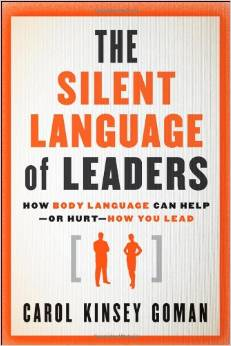 THE
SILENT
LANGUAGE
of LEADERS
HOW BODY LANGUAGE CAN HELP
—OR HURT—HOW YOU LEAD
[ ]
CAROL KINSEY GOMAN